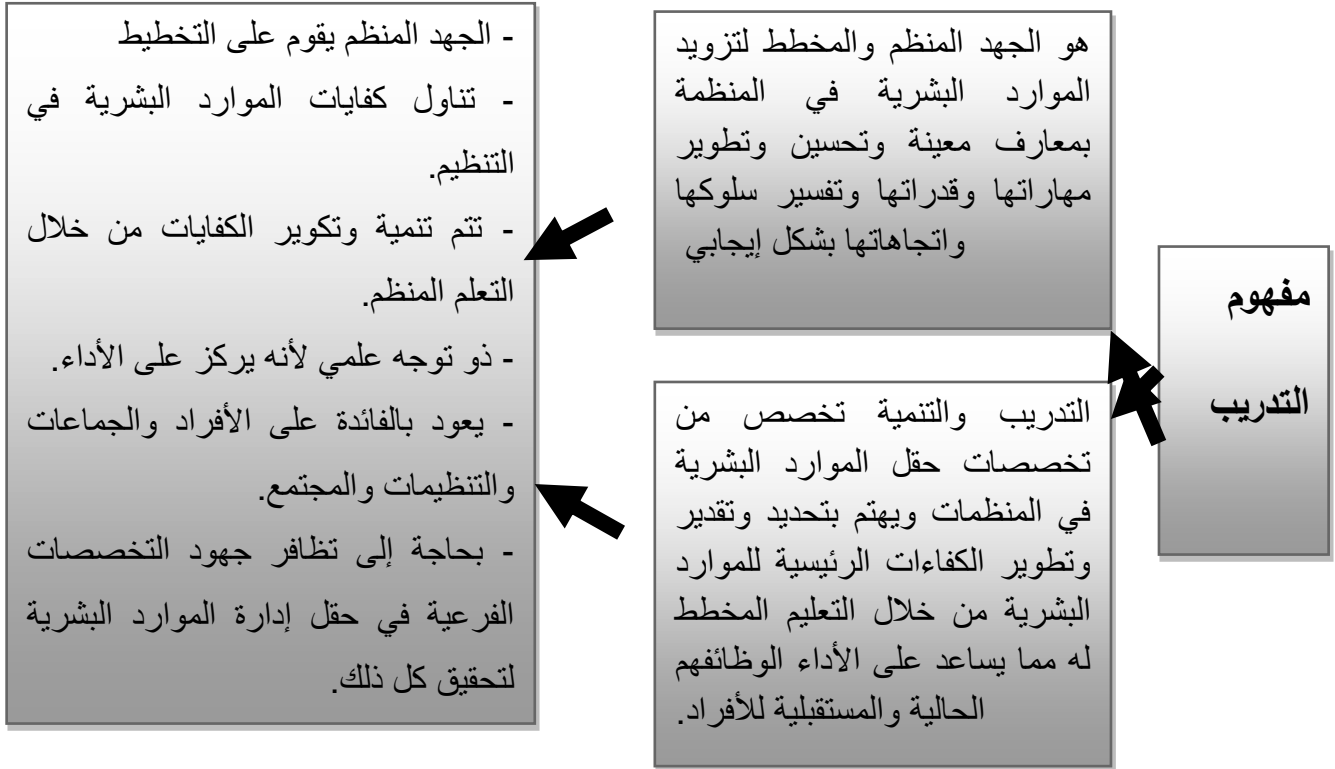 مفهوم
التدريب
هو الجهد المنظم والمخطط لتزويد
الموارد البشرية في المنظمة
بمعارف معينة وتحسين وتطوير
مهاراتها وقدراتها وتفسير سلوكها
واتجاهاتها بشكل إيجابي
التدريب والتنمية تخصص من
تخصصات حقل الموارد البشرية
في المنظمات ويهتم بتحديد وتقدير
وتطوير الكفاءات الرئيسية للموارد
البشرية من خلال التعليم المخطط
له مما يساعد على الأداء الوظائفهم
الحالية والمستقبلية للأفراد.
- الجهد المنظم يقوم على التخطيط
- تناول كفايات الموارد البشرية في
التنظيم.
- تتم تنمية وتكوير الكفايات من خلال
التعلم المنظم.
- ذو توجه علمي لأنه يركز على الأداء.
- يعود بالفائدة على الأفراد والجماعات
والتنظيمات والمجتمع.
- بحاجة إلى تظافر جهود التخصصات
الفرعية في حقل إدارة الموارد البشرية
لتحقيق كل ذلك.